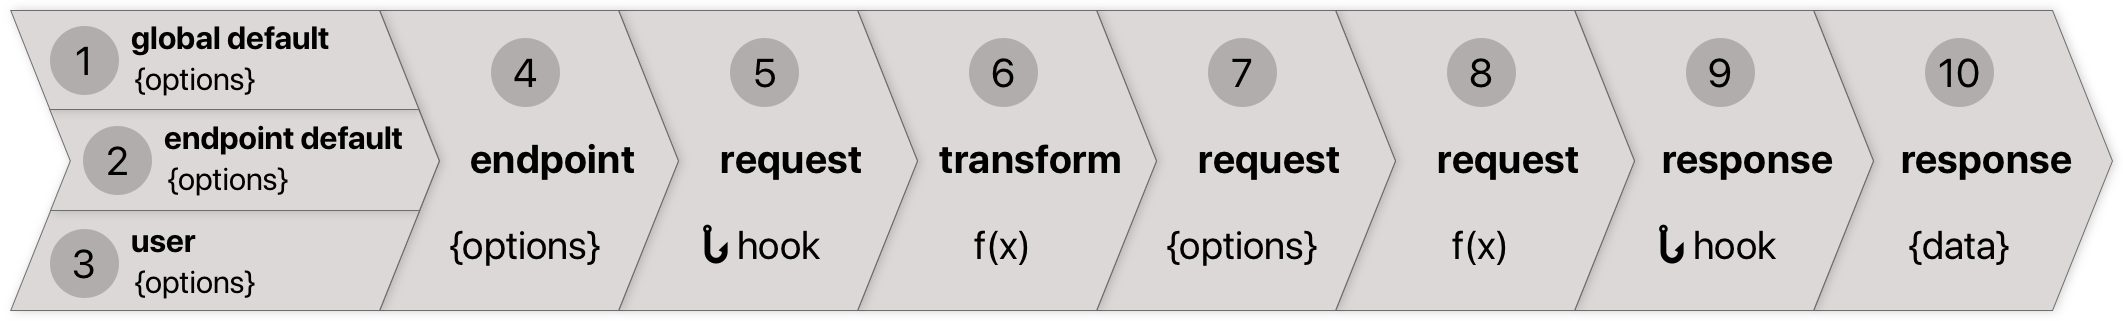 1
global default
{options}
2
endpoint default
{options}
3
user
{options}
4
endpoint
{options}
5
request
hook
6
transform
f(x)
7
request
{options}
8
request
f(x)
9
response
hook
10
response
{data}